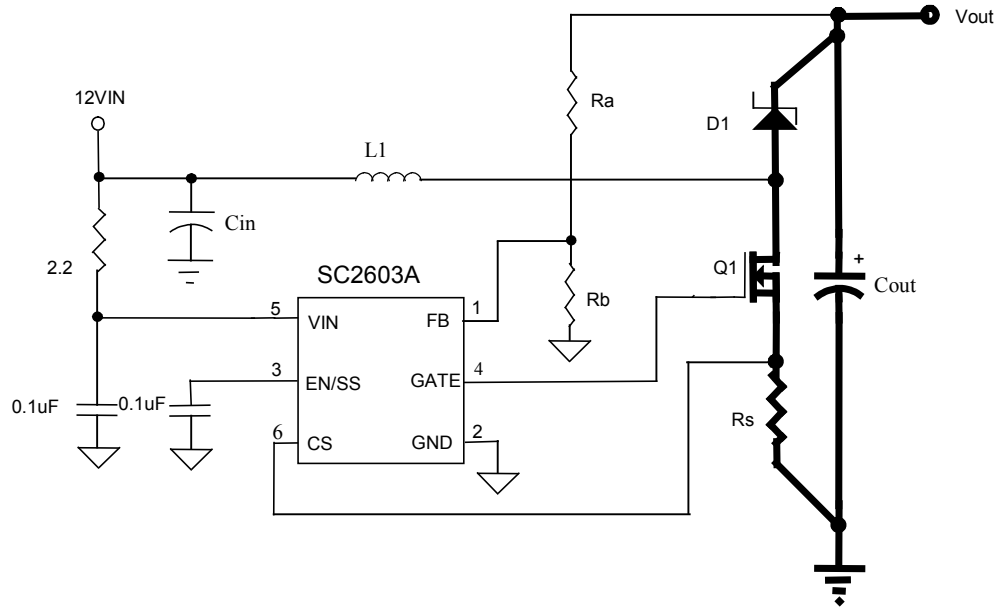 Vout
12VIN
Ra
D1
L1
Cin
2.2
SC2603A
Q1
+
Cout
Rb
5
VIN
FB
1
3
EN/SS
GATE
4
0.1uF
0.1uF
6
CS
GND
2
Rs